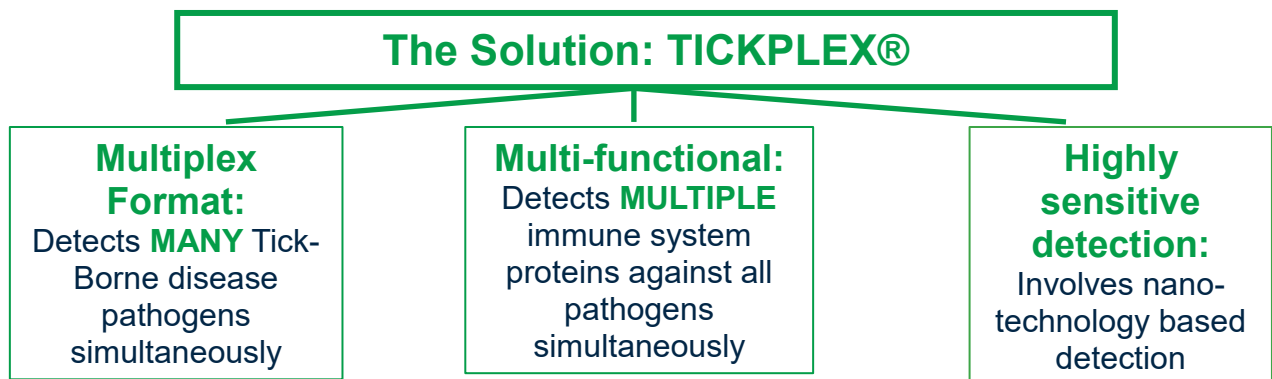 The Solution: TICKPLEX®
Multiplex
Format:
Detects MANY Tick-
Borne disease
pathogens
simultaneously
Multi-functional:
Detects MULTIPLE
immune system
proteins against all
pathogens
simultaneously
Highly
sensitive
detection:
Involves nano-
technology based
detection